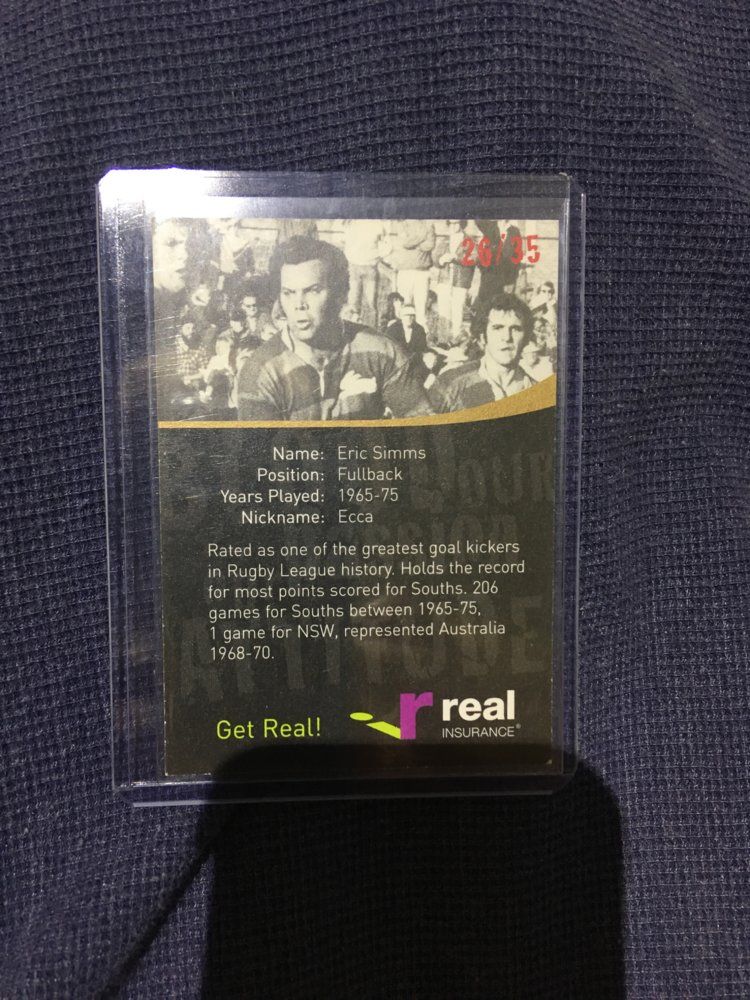 26/35
Name: Eric Simms
Position: Fullback
Years Played: 1965-75
Nickname: Ecca
Rated as one of the greatest goal kickers
in Rugby League history. Holds the record
for most points scored for Souths. 206
games for Souths between 1965-75,
1 game for NSW, represented Australia
1968-70.
ATTITUDE
Get Real!
r real
INSURANCE®